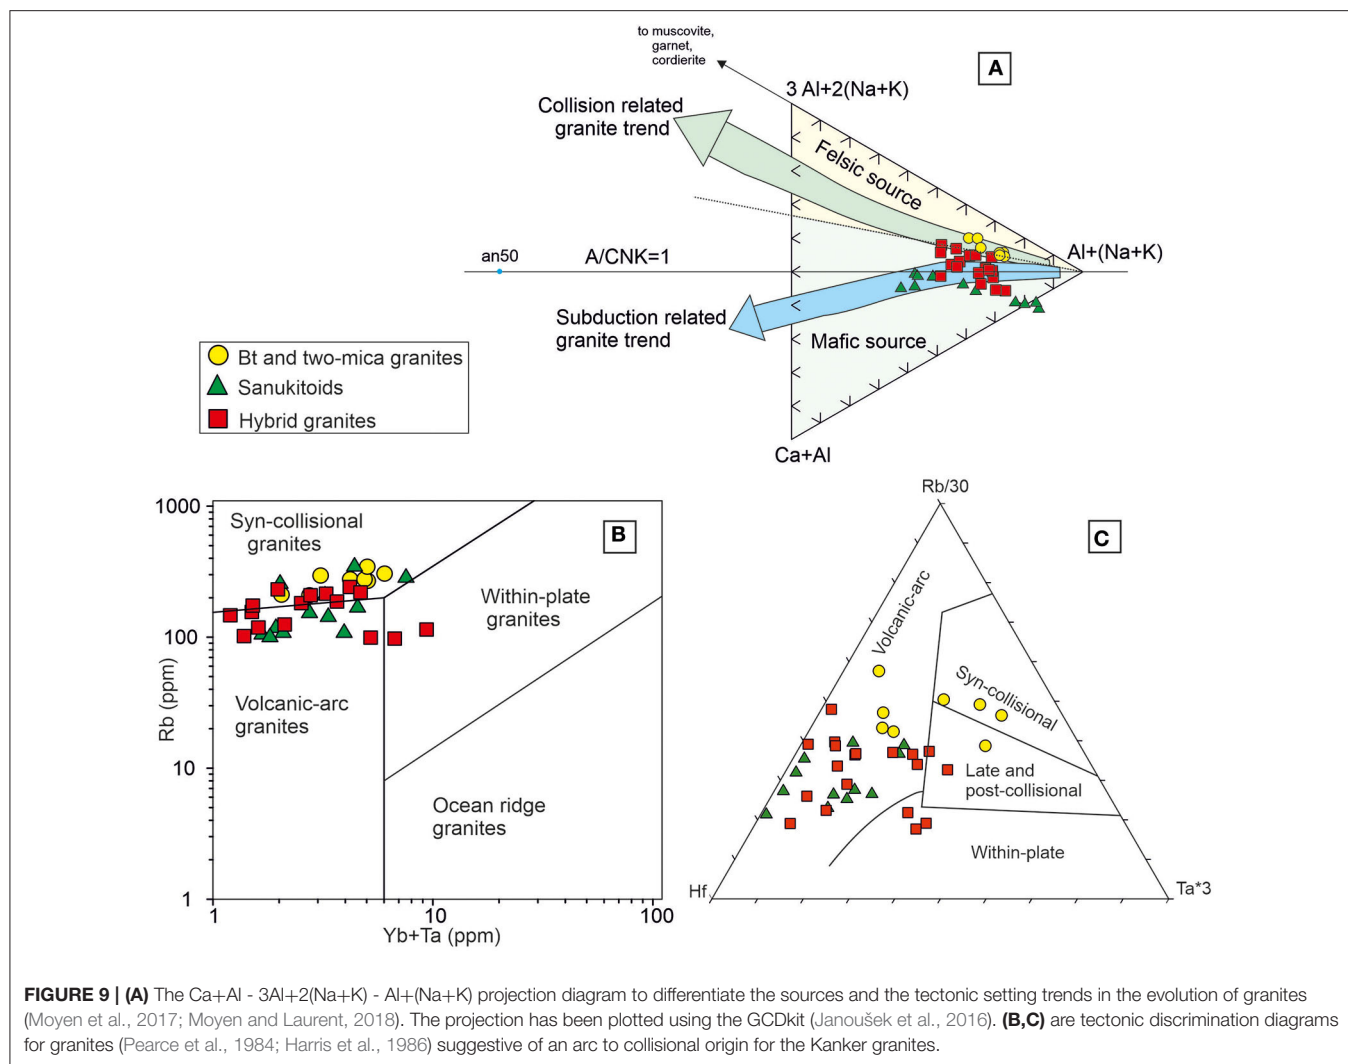 to muscovite,
garnet,
cordierite
A
3 Al+2(Na+K)
Collision related
granite trend
Felsic source
an50
A/CNK=1
Al+(Na+K)
Subduction related
granite trend
Mafic source
Ca+Al
Bt and two-mica granites
Sanukitoids
Hybrid granites
B
1000
100
10
1
Rb (ppm)
Syn-collisional
granites
Within-plate
granites
Volcanic-arc
granites
Ocean ridge
granites
1
10
100
Yb+Ta (ppm)
Rb/30
C
Volcanic-arc
Syn-collisional
Late and
post-collisional
Within-plate
Hf
Ta*3
FIGURE 9 | (A) The Ca+Al - 3Al+2(Na+K) - Al+(Na+K) projection diagram to differentiate the sources and the tectonic setting trends in the evolution of granites
(Moyen et al., 2017; Moyen and Laurent, 2018). The projection has been plotted using the GCDkit (Janoušek et al., 2016). (B,C) are tectonic discrimination diagrams
for granites (Pearce et al., 1984; Harris et al., 1986) suggestive of an arc to collisional origin for the Kanker granites.